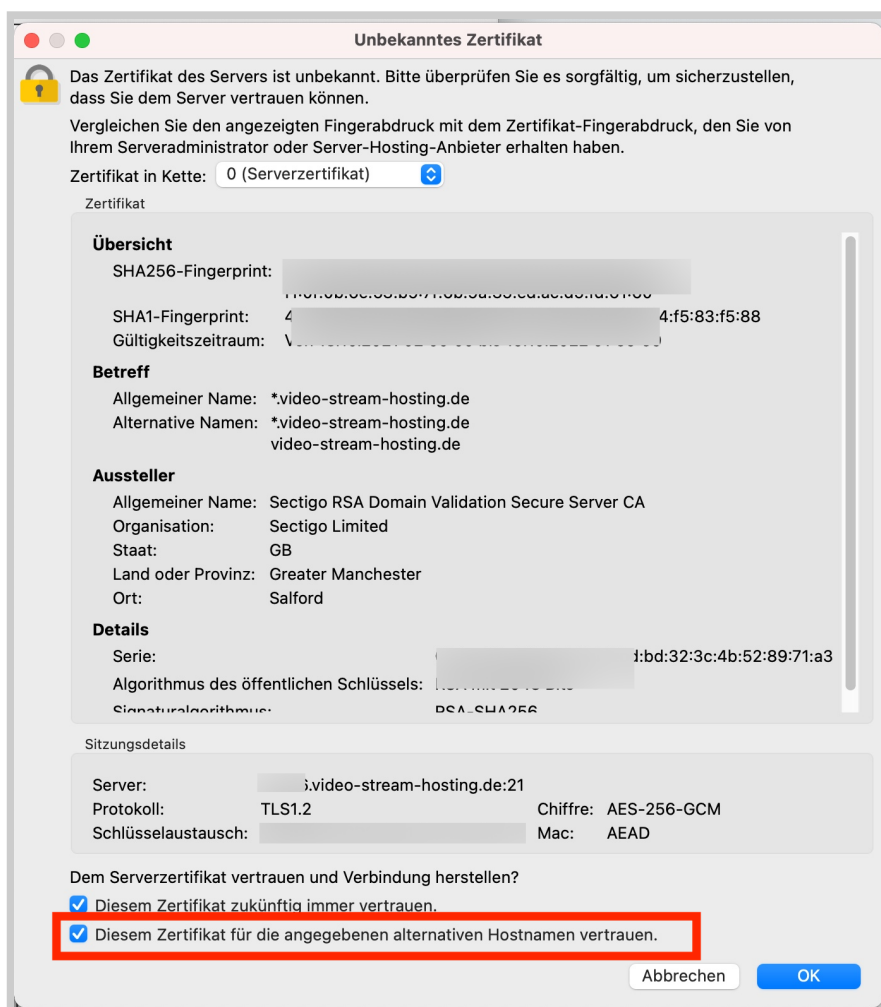 Unbekanntes Zertifikat
Das Zertifikat des Servers ist unbekannt. Bitte überprüfen Sie es sorgfältig, um sicherzustellen,
dass Sie dem Server vertrauen können.
Vergleichen Sie den angezeigten Fingerabdruck mit dem Zertifikat-Fingerabdruck, den Sie von
Ihrem Serveradministrator oder Server-Hosting-Anbieter erhalten haben.
Zertifikat in Kette: 0 (Serverzertifikat)
Zertifikat
Übersicht
SHA256-Fingerprint:
SHA1-Fingerprint: 4:f5:83:f5:88
Gültigkeitszeitraum:
Betreff
Allgemeiner Name: *.video-stream-hosting.de
Alternative Namen: *.video-stream-hosting.de
video-stream-hosting.de
Aussteller
Allgemeiner Name: Sectigo RSA Domain Validation Secure Server CA
Organisation: Sectigo Limited
Staat: GB
Land oder Provinz: Greater Manchester
Ort: Salford
Details
Serie: :bd:32:3c:4b:52:89:71:a3
Algorithmus des öffentlichen Schlüssels:
Signaturalgorithmus: RSA-SHA256
Sitzungsdetails
Server: .video-stream-hosting.de:21
Protokoll: TLS1.2 Chiffre: AES-256-GCM
Schlüsselaustausch: Mac: AEAD
Dem Serverzertifikat vertrauen und Verbindung herstellen?
Diesem Zertifikat zukünftig immer vertrauen.
Diesem Zertifikat für die angegebenen alternativen Hostnamen vertrauen.
Abbrechen OK